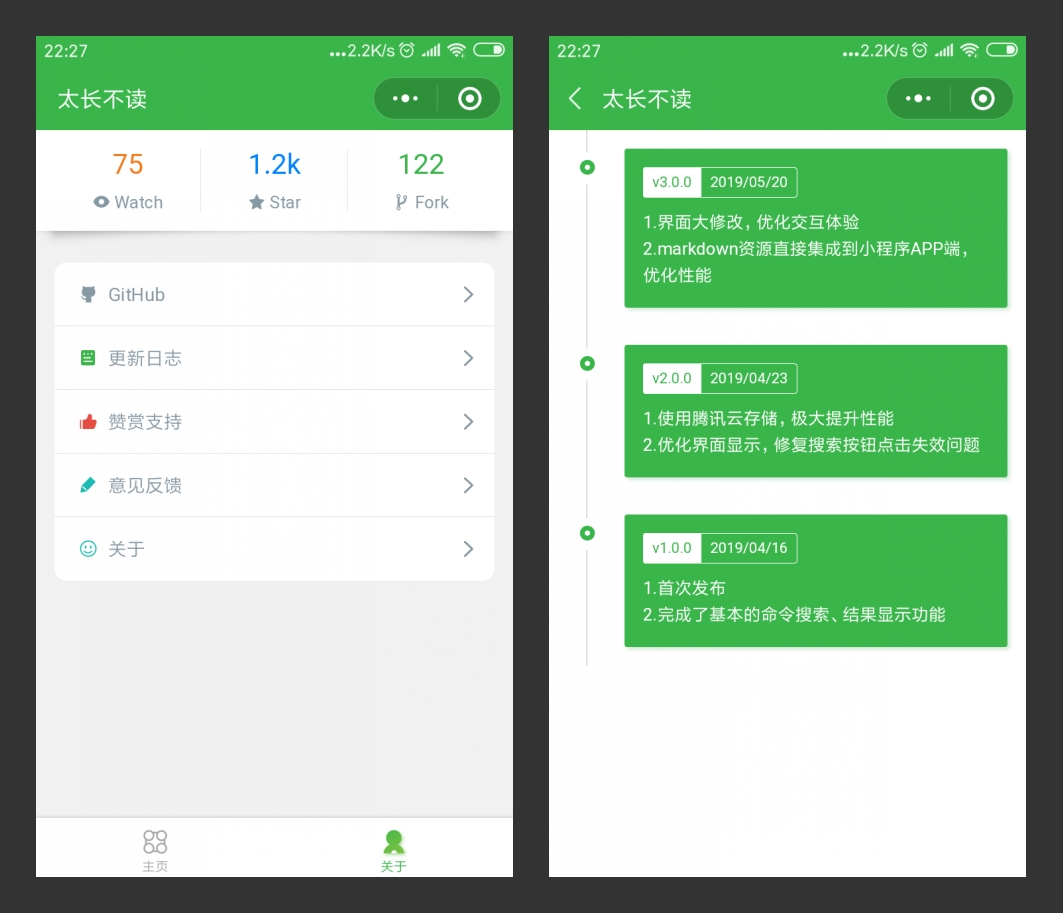 22:27
...2.2K/s
太长不读
75
1.2k
122
Watch
Star
Fork
GitHub
更新日志
赞赏支持
意见反馈
关于
主页
关于
22:27
...2.2K/s
太长不读
v3.0.0 2019/05/20
1.界面大修改，优化交互体验
2.markdown资源直接集成到小程序APP端，
优化性能
v2.0.0 2019/04/23
1.使用腾讯云存储，极大提升性能
2.优化界面显示，修复搜索按钮点击失效问题
v1.0.0 2019/04/16
1.首次发布
2.完成了基本的命令搜索、结果显示功能